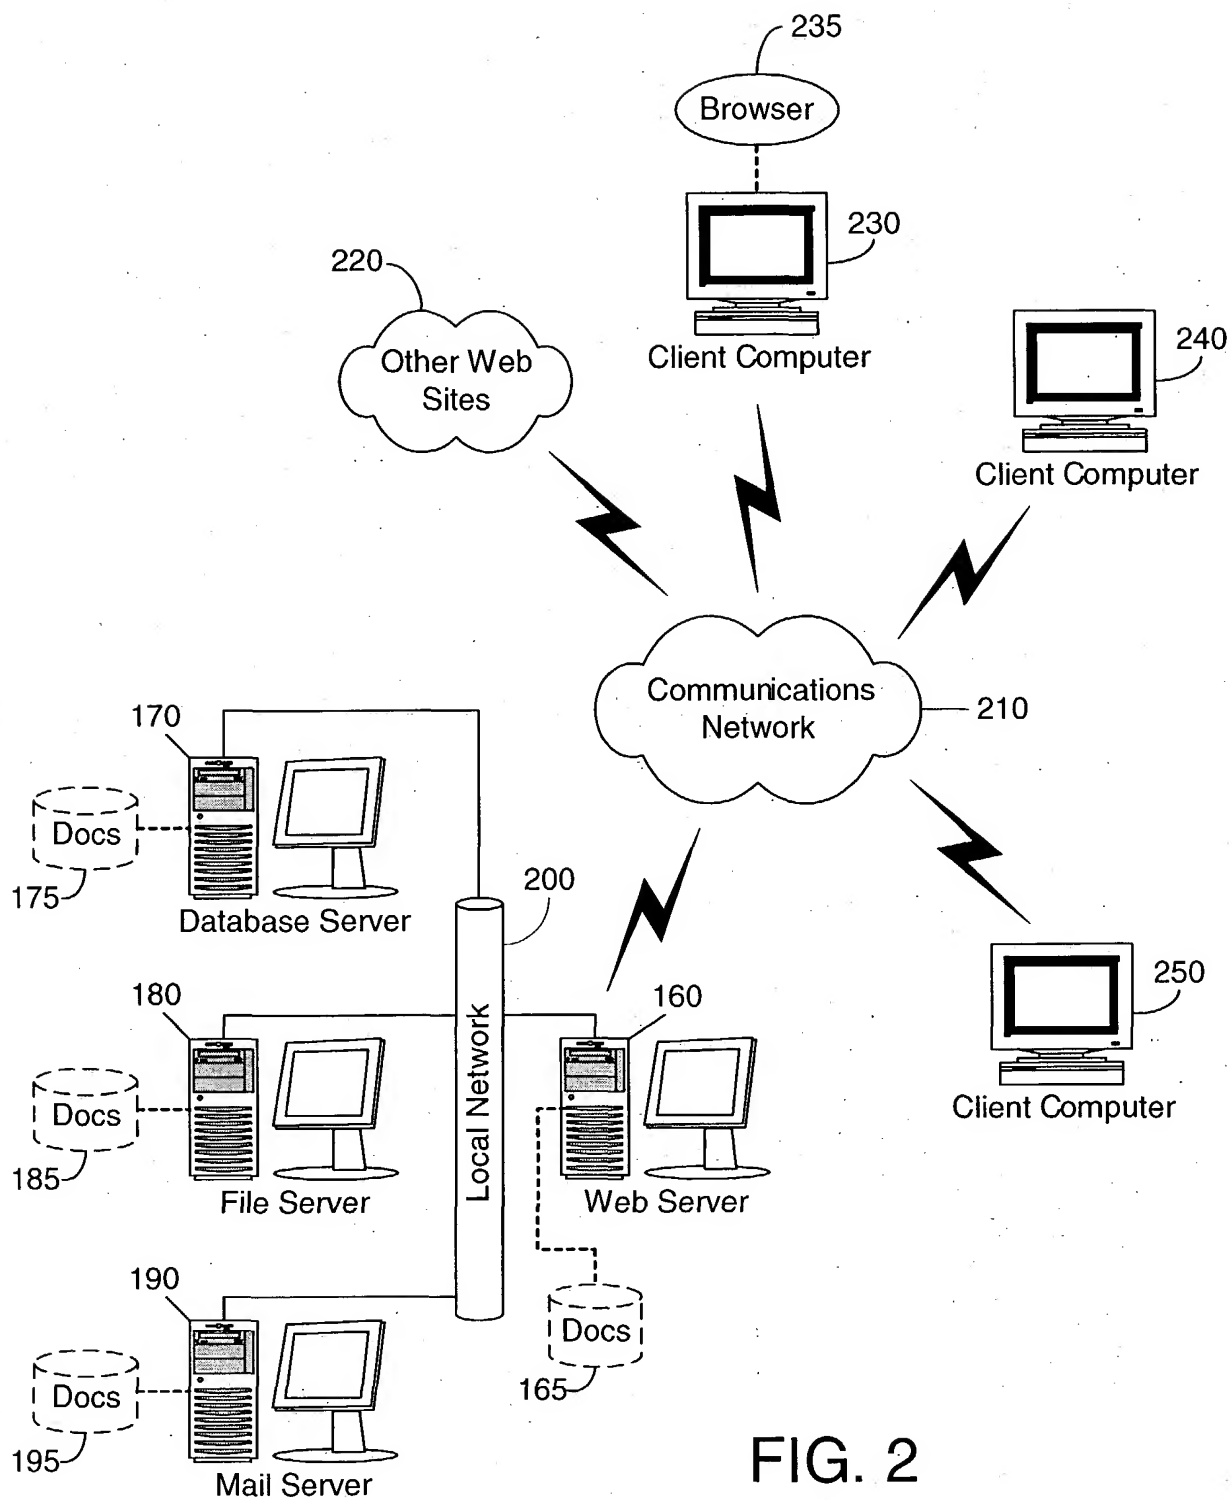 235
Browser
230
Client Computer
220
Other Web
Sites
240
Client Computer
Communications
Network
210
170
Docs
175
Database Server
200
Local Network
180
Docs
185
File Server
160
Web Server
250
Client Computer
190
Docs
195
Mail Server
Docs
165
FIG. 2